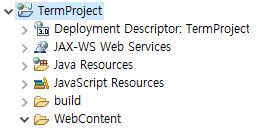 TermProject
Deployment Descriptor: TermProject
JAX-WS Web Services
Java Resources
JavaScript Resources
build
WebContent